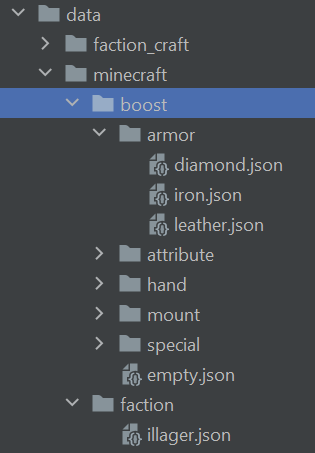 data
faction_craft
minecraft
boost
armor
diamond.json
iron.json
leather.json
attribute
hand
mount
special
empty.json
faction
illager.json